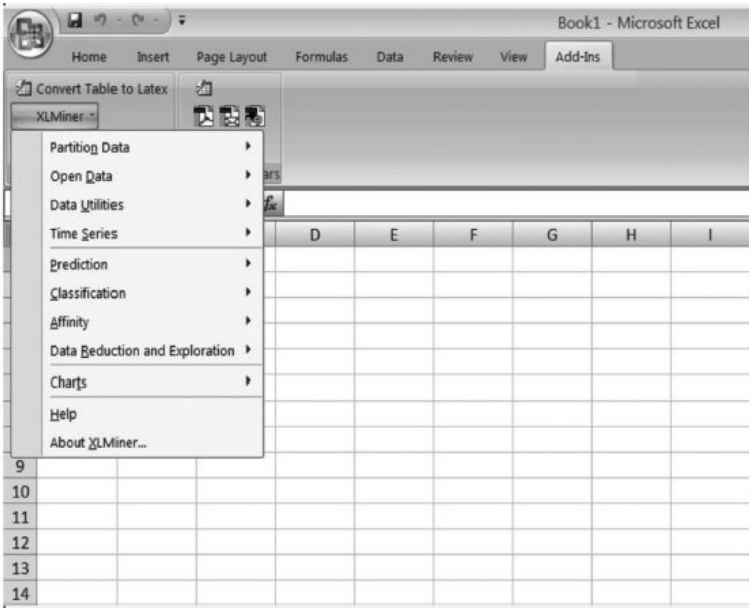 Book1 - Microsoft Excel
Home Insert Page Layout Formulas Data Review View Add-Ins
Convert Table to Latex
XLMiner
Partition Data
Open Data
ars
Data Utilities
fx
Time Series
D E F G H I
Prediction
Classification
Affinity
Data Reduction and Exploration
Charts
Help
About XLMiner...
9
10
11
12
13
14